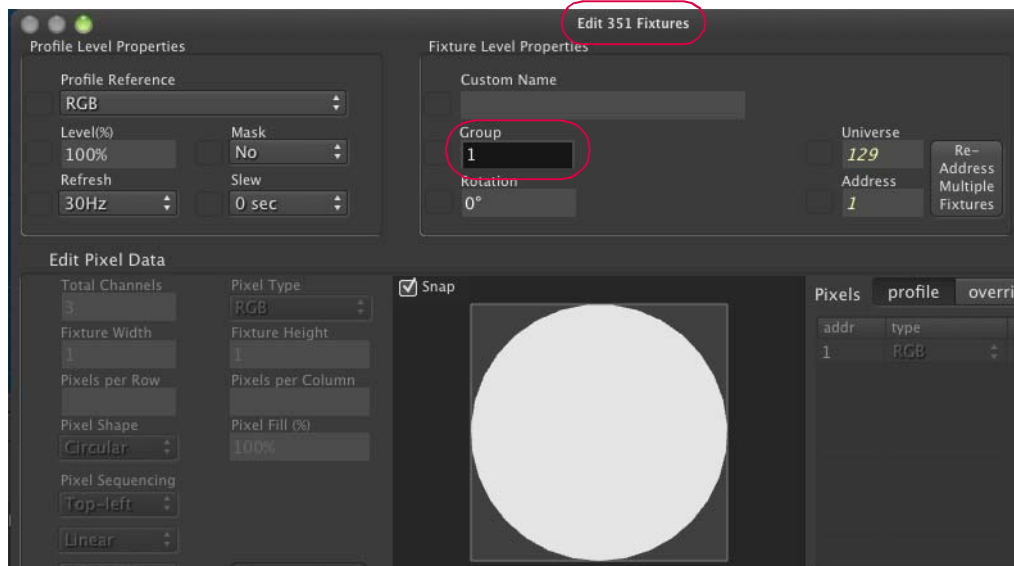 Edit 351 Fixtures
Profile Level Properties
Profile Reference
RGB
Level(%)
100%
Mask
No
Refresh
30Hz
Slew
0 sec
Fixture Level Properties
Custom Name
Group
1
Rotation
0°
Universe
129
Address
1
Re-
Address
Multiple
Fixtures
Edit Pixel Data
Total Channels
3
Pixel Type
RGB
Fixture Width
1
Fixture Height
1
Pixels per Row
Pixels per Column
Pixel Shape
Circular
Pixel Fill (%)
100%
Pixel Sequencing
Top-left
Linear
Snap
Pixels
profile
overri
addr
type
1
RGB